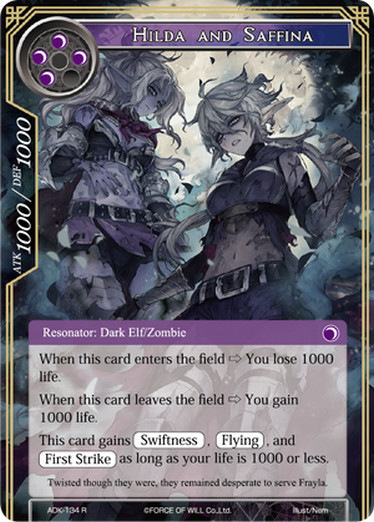 Hilda and Saffina
ATK 1000 / DEF 1000
Resonator: Dark Elf/Zombie
When this card enters the field ⇨ You lose 1000
life.
When this card leaves the field ⇨ You gain
1000 life.
This card gains Swiftness , Flying , and
First Strike as long as your life is 1000 or less.
Twisted though they were, they remained desperate to serve Frayla.
ADK-134 R ©FORCE OF WILL Co.,Ltd. Illust/Nom